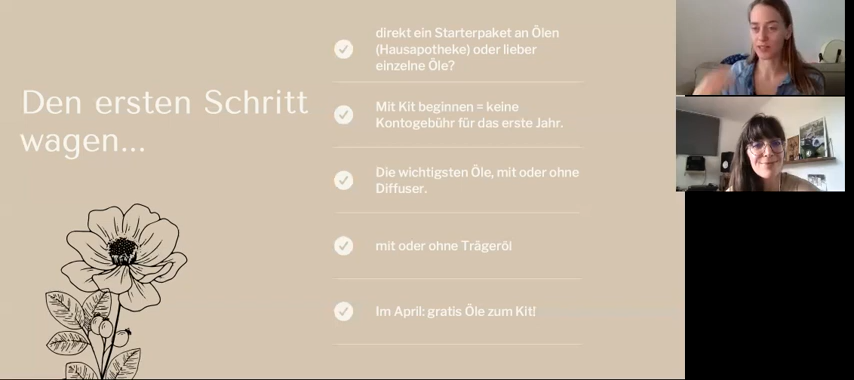 Den ersten Schritt
wagen...
direkt ein Starterpaket an Ölen
(Hausapotheke) oder lieber
einzelne Öle?
Mit Kit beginnen = keine
Kontogebühr für das erste Jahr.
Die wichtigsten Öle, mit oder ohne
Diffuser.
mit oder ohne Trägeröl
Im April: gratis Öle zum Kit!